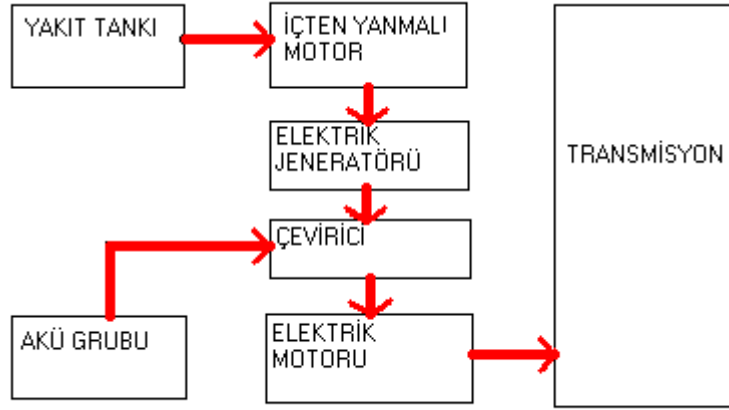 YAKIT TANKI
İÇTEN YANMALI
MOTOR
ELEKTRİK
JENERATÖRÜ
TRANSMİSYON
ÇEVİRİCİ
AKÜ GRUBU
ELEKTRİK
MOTORU